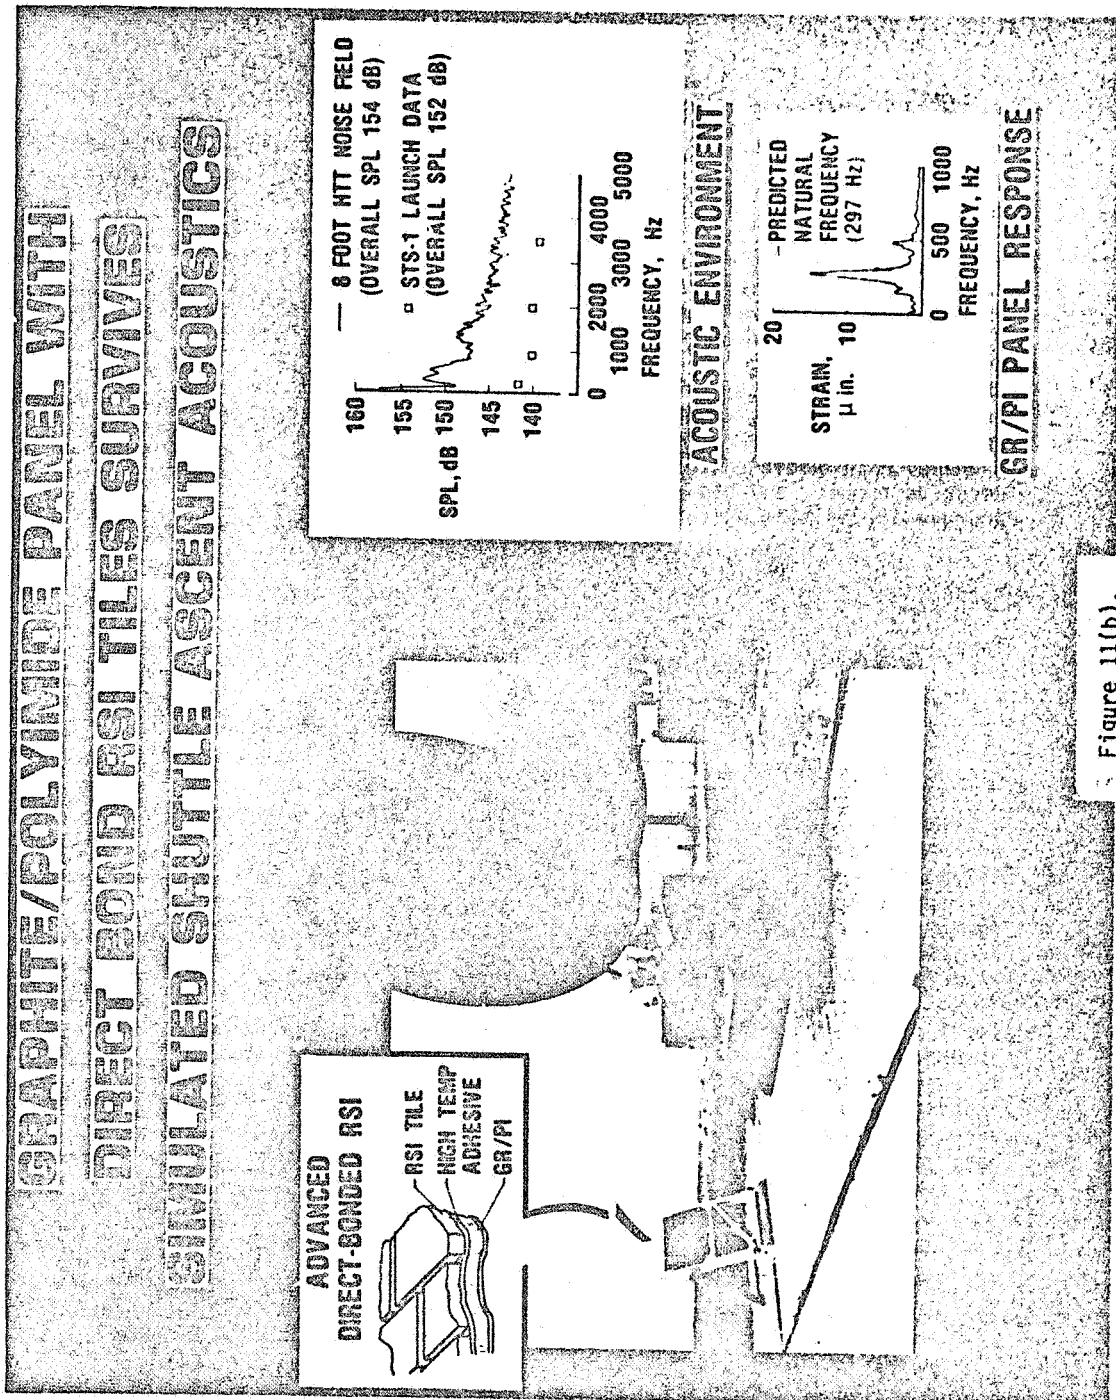 GRAPHITE/POLYIMIDE PANEL WITH
DIRECT BOND RSI TILES SURVIVES
SIMULATED SHUTTLE ASCENT ACOUSTICS
ADVANCED
DIRECT-BONDED RSI
RSI TILE
HIGH TEMP
ADHESIVE
GR/PI
8 FOOT HTT NOISE FIELD
(OVERALL SPL 154 dB)
STS-1 LAUNCH DATA
(OVERALL SPL 152 dB)
160
155
SPL, dB 150
145
140
0 2000 4000
1000 3000 5000
FREQUENCY, Hz
ACOUSTIC ENVIRONMENT
20
STRAIN, 10
μ in.
PREDICTED
NATURAL
FREQUENCY
(297 Hz)
0 500 1000
FREQUENCY, Hz
GR/PI PANEL RESPONSE
Figure 11(b).